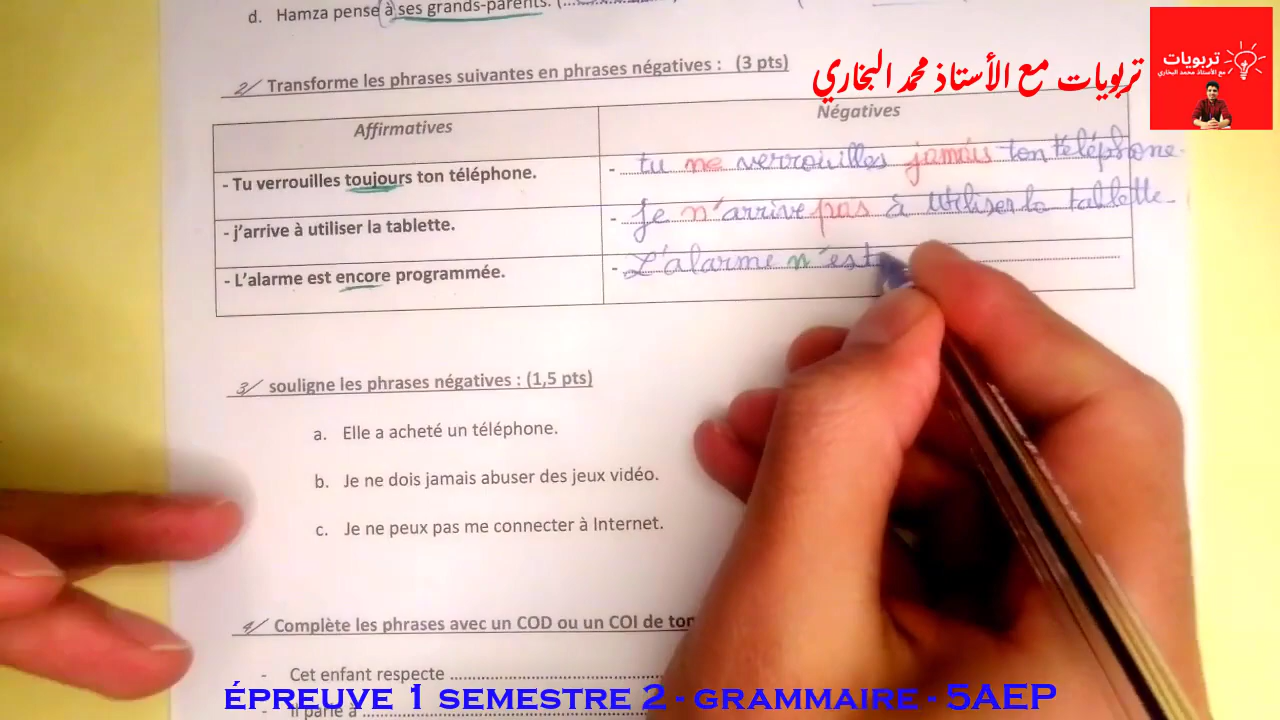 d. Hamza pense à ses grands-parents. (
تربويات مع الأستاذ محمد البخاري
تربويات
مع الأستاذ محمد البخاري
2/ Transforme les phrases suivantes en phrases négatives : (3 pts)
Affirmatives
Négatives
- Tu verrouilles toujours ton téléphone.
- tu ne verrouilles jamais ton téléphone.
- j’arrive à utiliser la tablette.
- Je n'arrive pas à utiliser la tablette.
- L’alarme est encore programmée.
- L'alarme n'est
3/ souligne les phrases négatives : (1,5 pts)
a. Elle a acheté un téléphone.
b. Je ne dois jamais abuser des jeux vidéo.
c. Je ne peux pas me connecter à Internet.
4/ Complète les phrases avec un COD ou un COI de ton
- Cet enfant respecte
- Il parle à
ÉPREUVE 1 SEMESTRE 2 - GRAMMAIRE - 5AEP